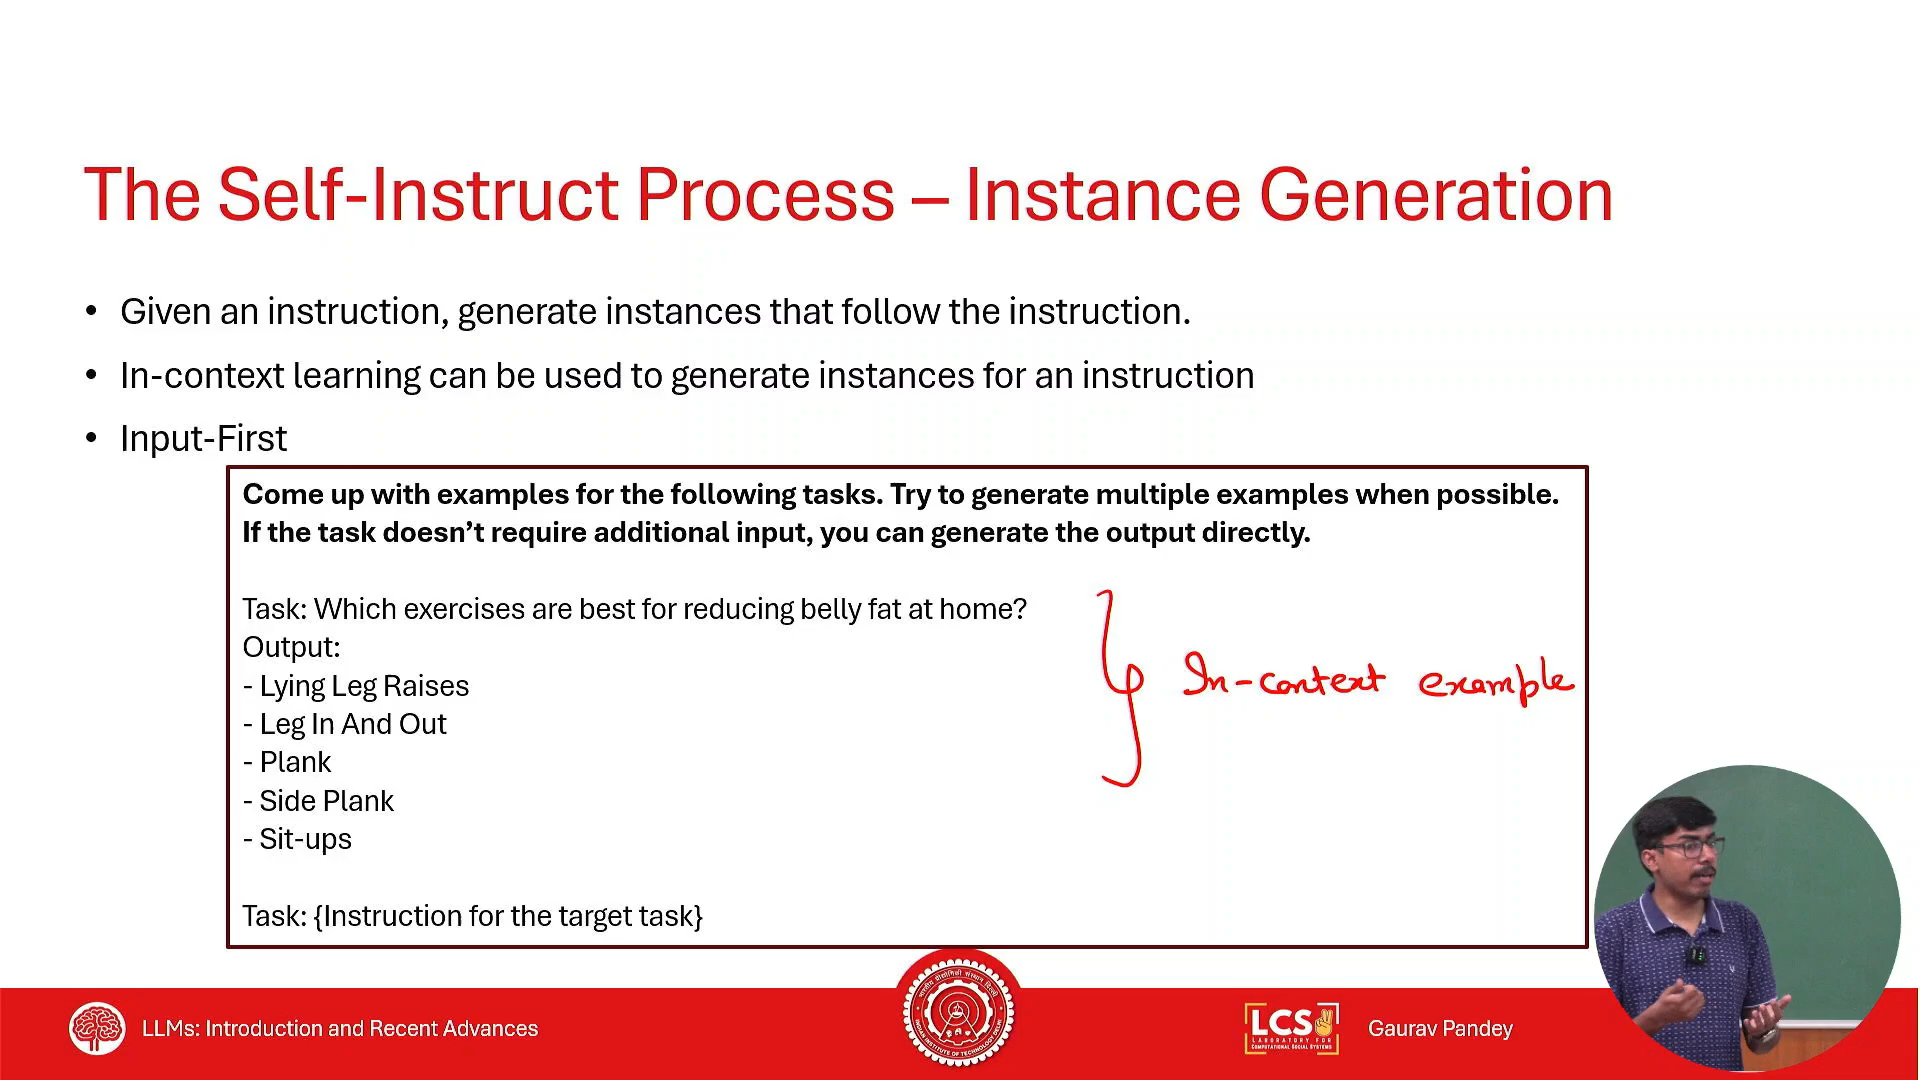 The Self-Instruct Process – Instance Generation
• Given an instruction, generate instances that follow the instruction.
• In-context learning can be used to generate instances for an instruction
• Input-First
Come up with examples for the following tasks. Try to generate multiple examples when possible.
If the task doesn’t require additional input, you can generate the output directly.
Task: Which exercises are best for reducing belly fat at home?
Output:
- Lying Leg Raises
- Leg In And Out
- Plank
- Side Plank
- Sit-ups
In-context example
Task: {Instruction for the target task}
LLMs: Introduction and Recent Advances
LCS
LABORATORY FOR
COMPUTATIONAL SOCIAL SYSTEMS
Gaurav Pandey